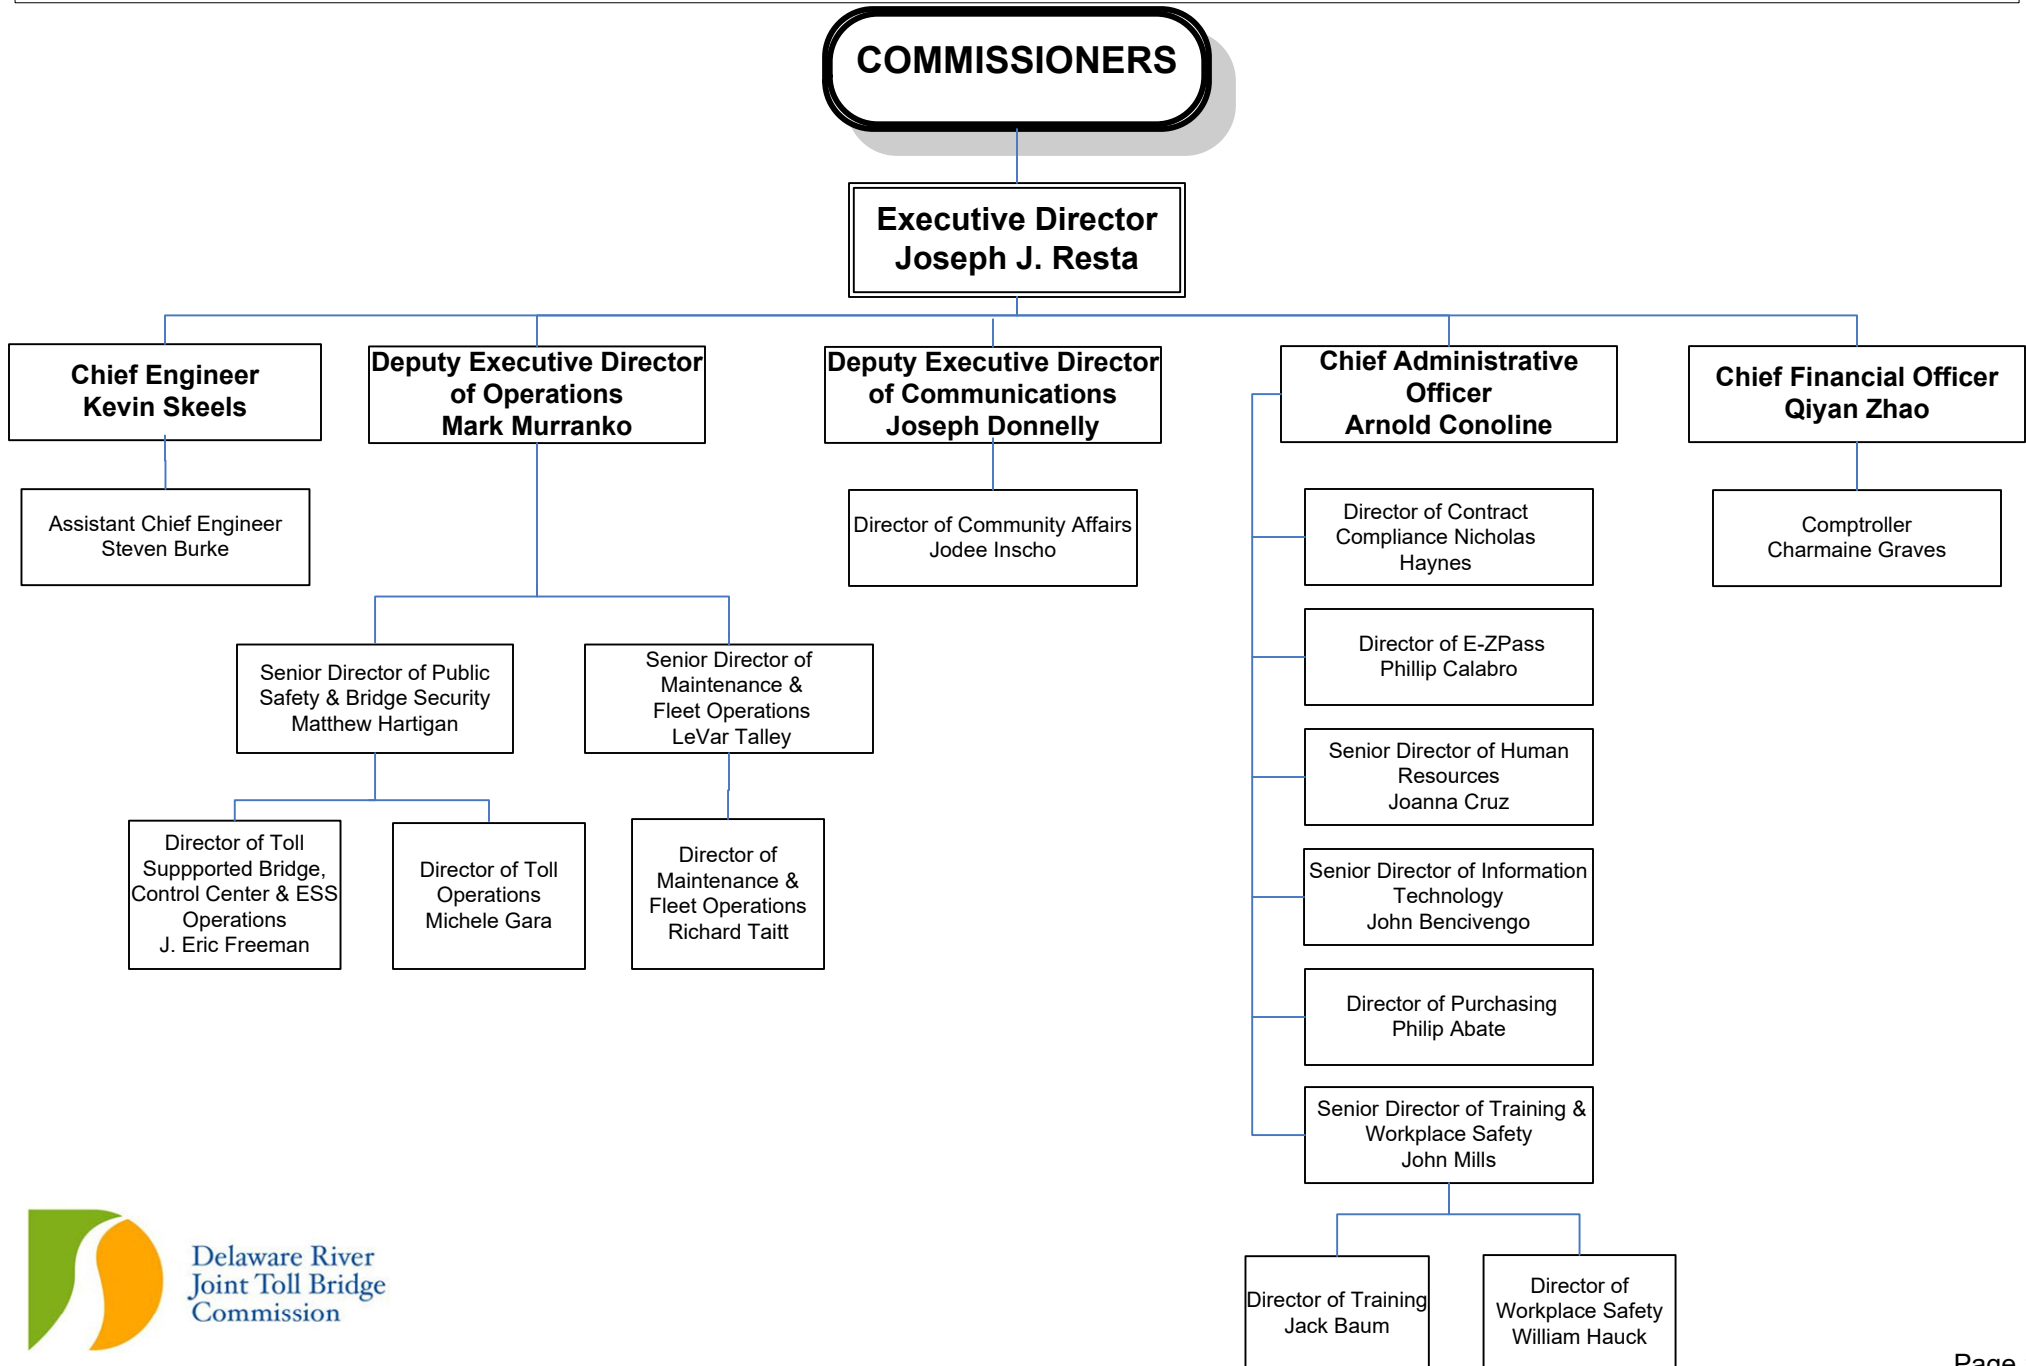 COMMISSIONERS
Executive Director
Joseph J. Resta
Chief Engineer
Kevin Skeels
Deputy Executive Director
of Operations
Mark Murranko
Deputy Executive Director
of Communications
Joseph Donnelly
Chief Administrative
Officer
Arnold Conoline
Chief Financial Officer
Qiyan Zhao
Assistant Chief Engineer
Steven Burke
Director of Community Affairs
Jodee Inscho
Director of Contract
Compliance Nicholas
Haynes
Comptroller
Charmaine Graves
Director of E-ZPass
Phillip Calabro
Senior Director of Public
Safety & Bridge Security
Matthew Hartigan
Senior Director of
Maintenance &
Fleet Operations
LeVar Talley
Senior Director of Human
Resources
Joanna Cruz
Director of Toll
Suppported Bridge,
Control Center & ESS
Operations
J. Eric Freeman
Director of Toll
Operations
Michele Gara
Director of
Maintenance &
Fleet Operations
Richard Taitt
Senior Director of Information
Technology
John Bencivengo
Director of Purchasing
Philip Abate
Senior Director of Training &
Workplace Safety
John Mills
Delaware River
Joint Toll Bridge
Commission
Director of Training
Jack Baum
Director of
Workplace Safety
William Hauck
Page